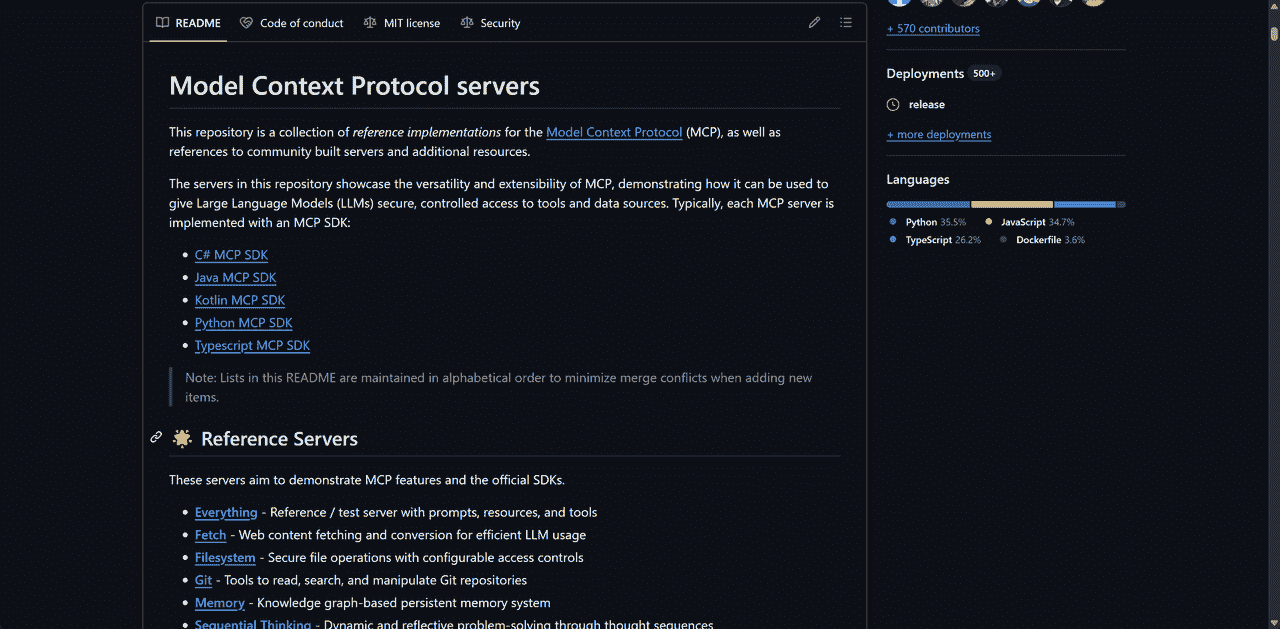 README
Code of conduct
MIT license
Security
Model Context Protocol servers
This repository is a collection of reference implementations for the Model Context Protocol (MCP), as well as
references to community built servers and additional resources.
The servers in this repository showcase the versatility and extensibility of MCP, demonstrating how it can be used to
give Large Language Models (LLMs) secure, controlled access to tools and data sources. Typically, each MCP server is
implemented with an MCP SDK:
C# MCP SDK
Java MCP SDK
Kotlin MCP SDK
Python MCP SDK
Typescript MCP SDK
Note: Lists in this README are maintained in alphabetical order to minimize merge conflicts when adding new
items.
Reference Servers
These servers aim to demonstrate MCP features and the official SDKs.
Everything - Reference / test server with prompts, resources, and tools
Fetch - Web content fetching and conversion for efficient LLM usage
Filesystem - Secure file operations with configurable access controls
Git - Tools to read, search, and manipulate Git repositories
Memory - Knowledge graph-based persistent memory system
Sequential Thinking - Dynamic and reflective problem-solving through thought sequences
+ 570 contributors
Deployments 500+
release
+ more deployments
Languages
Python 35.5% JavaScript 34.7%
TypeScript 26.2% Dockerfile 3.6%